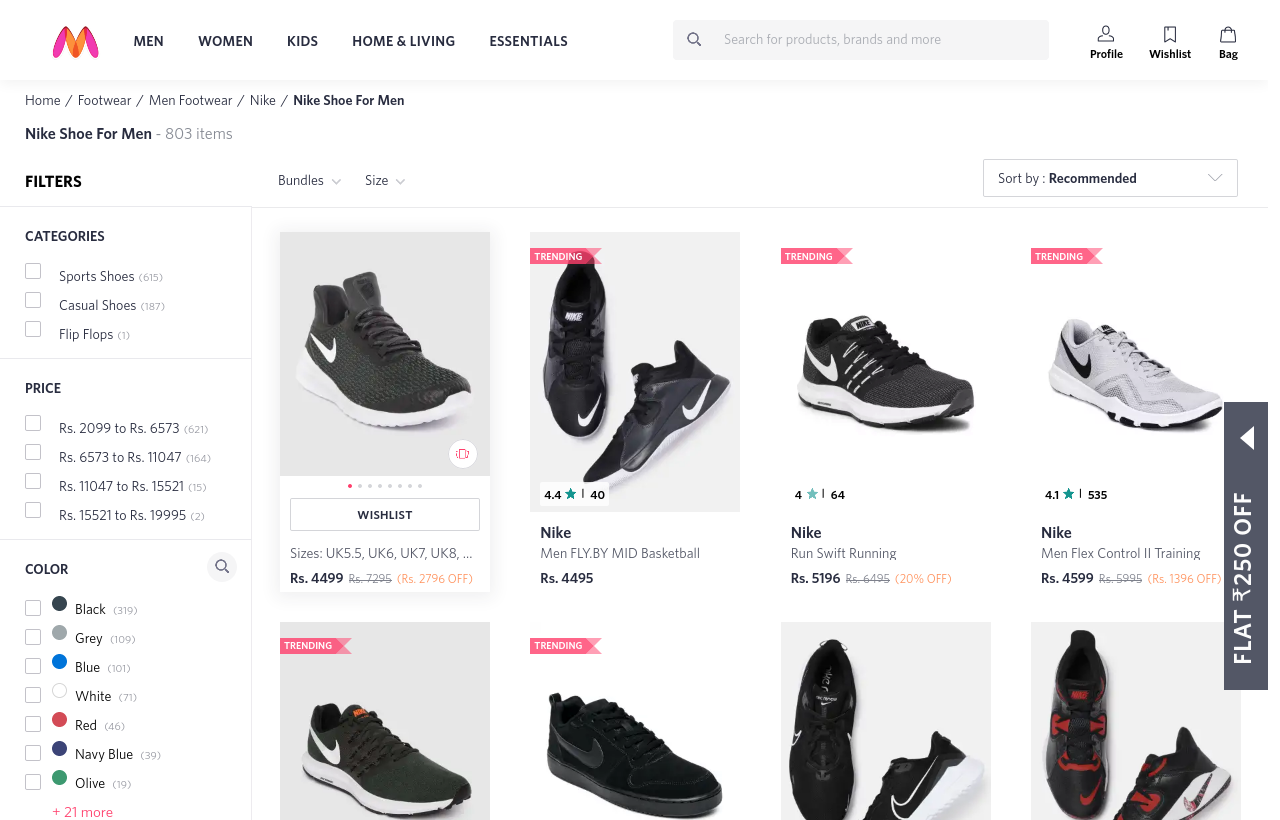 MEN WOMEN KIDS HOME & LIVING ESSENTIALS
Search for products, brands and more
Profile Wishlist Bag
Home / Footwear / Men Footwear / Nike / Nike Shoe For Men
Nike Shoe For Men - 803 items
FILTERS
Bundles Size
Sort by : Recommended
CATEGORIES
Sports Shoes (615)
Casual Shoes (187)
Flip Flops (1)
PRICE
Rs. 2099 to Rs. 6573 (621)
Rs. 6573 to Rs. 11047 (164)
Rs. 11047 to Rs. 15521 (15)
Rs. 15521 to Rs. 19995 (2)
COLOR
Black (319)
Grey (109)
Blue (101)
White (71)
Red (46)
Navy Blue (39)
Olive (19)
+ 21 more
WISHLIST
Sizes: UK5.5, UK6, UK7, UK8, ...
Rs. 4499 Rs. 7295 (Rs. 2796 OFF)
TRENDING
NIKE
4.4 | 40
Nike
Men FLY.BY MID Basketball
Rs. 4495
TRENDING
NIKE
4 | 64
Nike
Run Swift Running
Rs. 5196 Rs. 6495 (20% OFF)
TRENDING
4.1 | 535
Nike
Men Flex Control II Training
Rs. 4599 Rs. 5995 (Rs. 1396 OFF)
FLAT ₹250 OFF
TRENDING
NIKE
TRENDING
NIKE